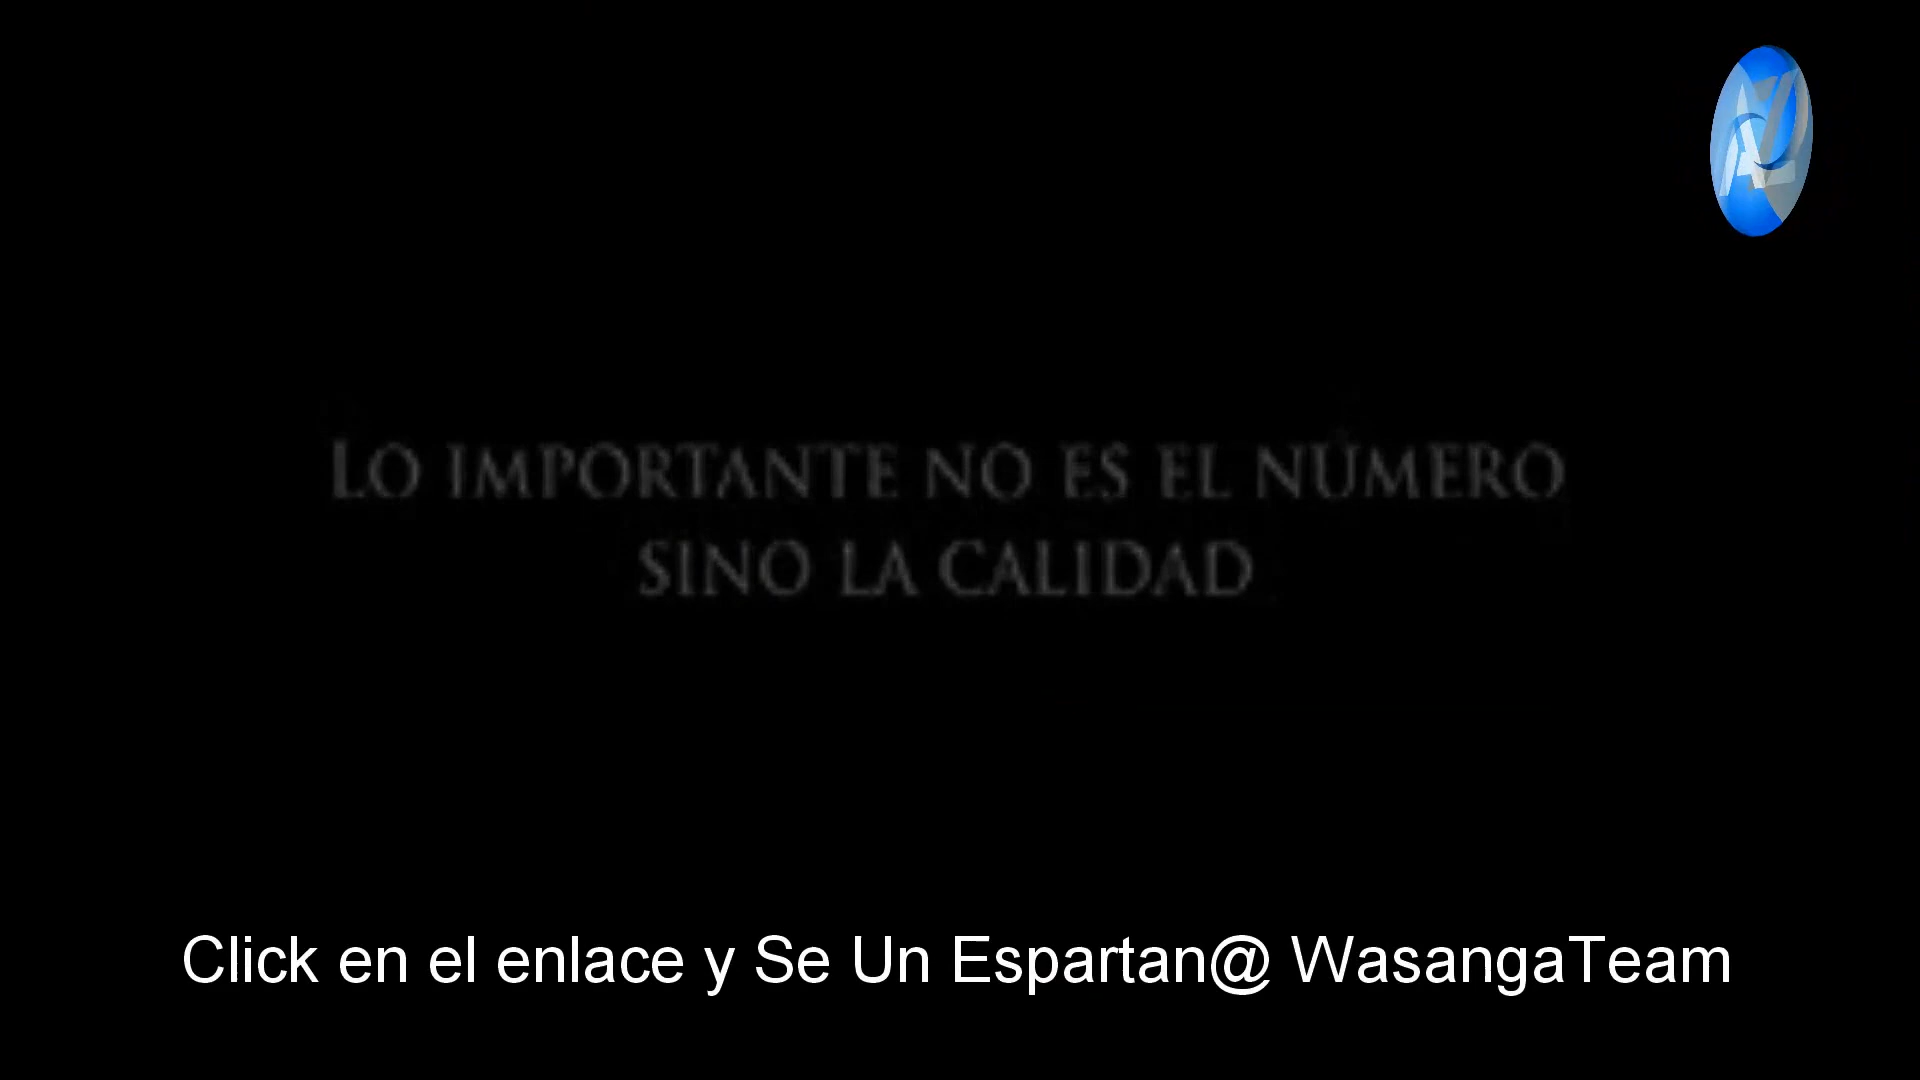 LO IMPORTANTE NO ES EL NÚMERO
SINO LA CALIDAD
Click en el enlace y Se Un Espartan@ WasangaTeam